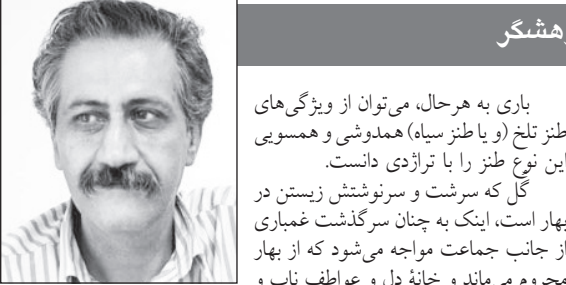 باری به هرحال، می‌توان از ویژگی‌های
طنز تلخ (و یا طنز سیاه) همدوشی و همسویی
این نوع طنز را با تراژدی دانست.
گُل که سرشت و سرنوشتش زیستن در
بهار است، اینک به چنان سرگذشت غمباری
از جانب جماعت مواجه می‌شود که از بهار
محروم می‌ماند و خانهٔ دل و عواطف ناب و